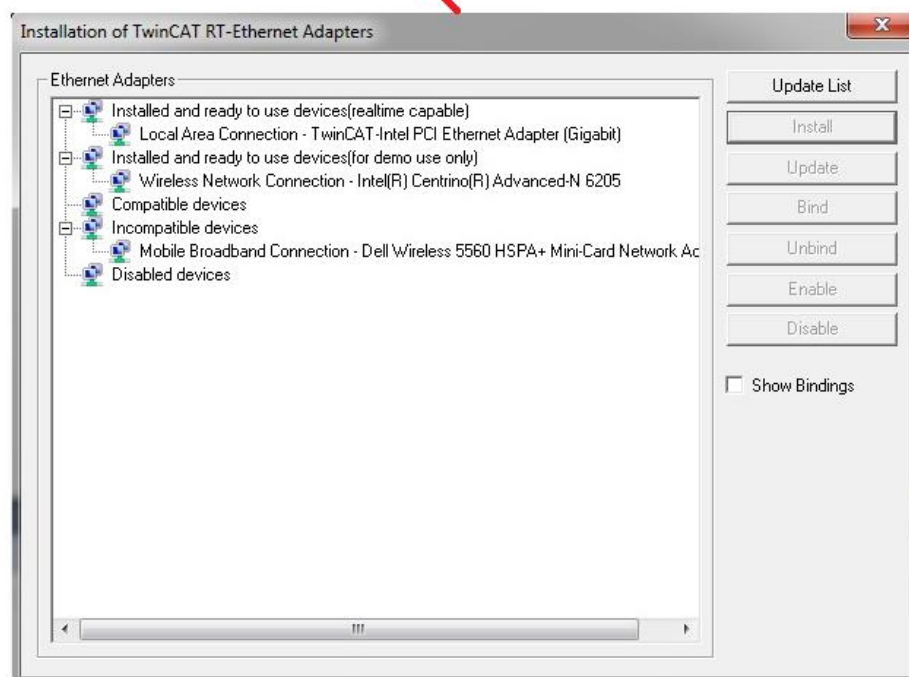 Installation of TwinCAT RT-Ethernet Adapters
Ethernet Adapters
Installed and ready to use devices(realtime capable)
Local Area Connection - TwinCAT-Intel PCI Ethernet Adapter (Gigabit)
Installed and ready to use devices(for demo use only)
Wireless Network Connection - Intel(R) Centrino(R) Advanced-N 6205
Compatible devices
Incompatible devices
Mobile Broadband Connection - Dell Wireless 5560 HSPA+ Mini-Card Network Ac
Disabled devices
Update List
Install
Update
Bind
Unbind
Enable
Disable
Show Bindings